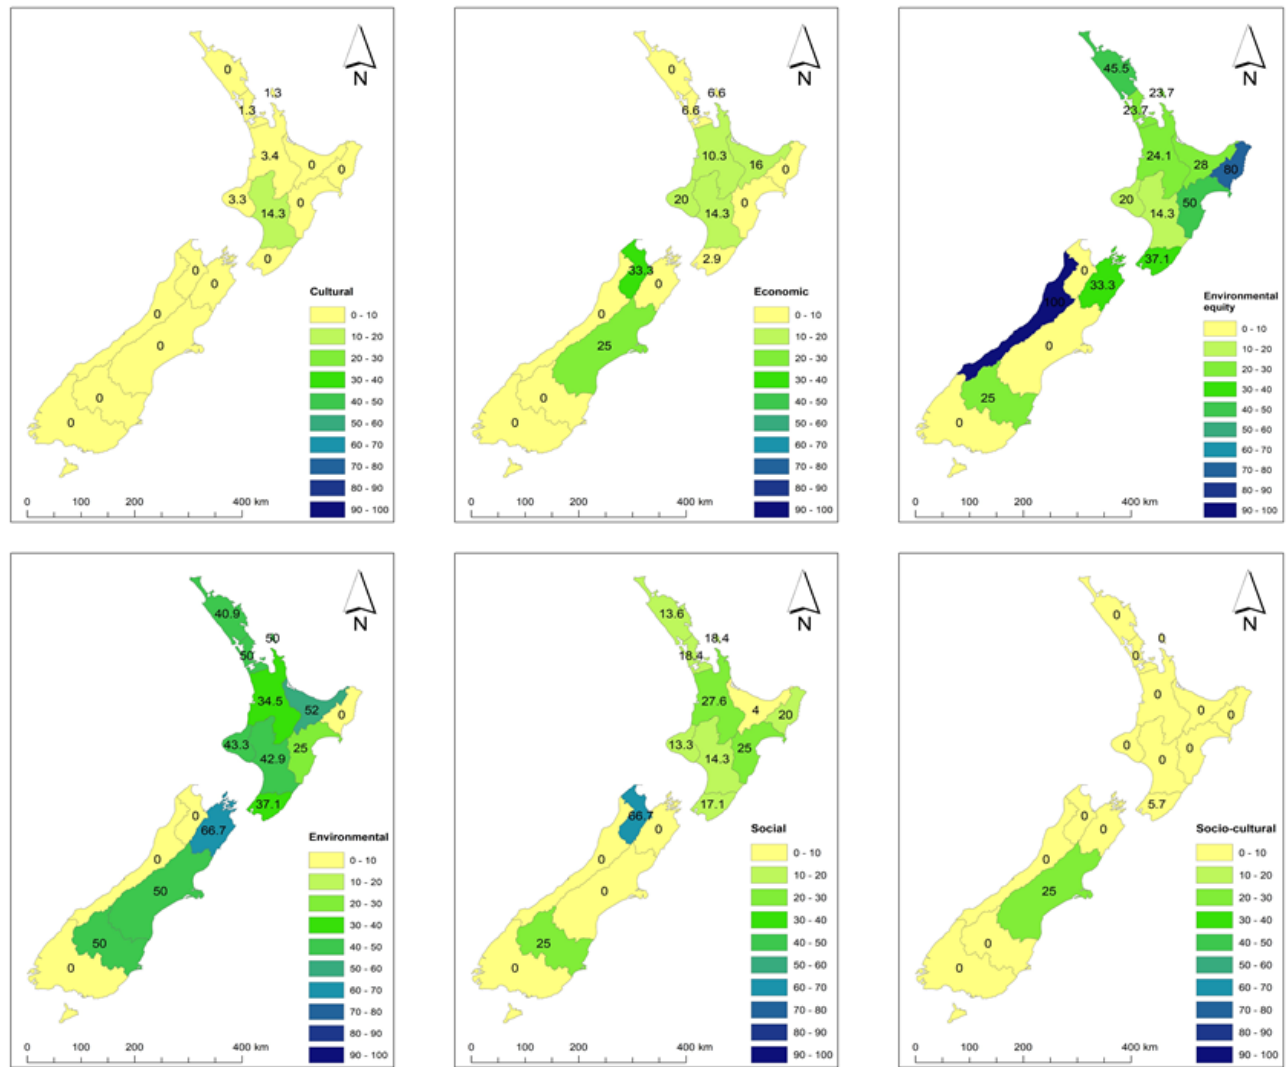 N
0
1.3
1.3
3.4
0
0
3.3
14.3
0
0
0
0
0
0
0
0
Cultural
0 - 10
10 - 20
20 - 30
30 - 40
40 - 50
50 - 60
60 - 70
70 - 80
80 - 90
90 - 100
0 100 200 400 km
N
0
6.6
6.6
10.3
16
0
20
14.3
0
2.9
33.3
0
0
25
0
0
Economic
0 - 10
10 - 20
20 - 30
30 - 40
40 - 50
50 - 60
60 - 70
70 - 80
80 - 90
90 - 100
0 100 200 400 km
N
45.5
23.7
23.7
24.1
28
80
20
14.3
50
37.1
0
33.3
100
0
25
0
Environmental
equity
0 - 10
10 - 20
20 - 30
30 - 40
40 - 50
50 - 60
60 - 70
70 - 80
80 - 90
90 - 100
0 100 200 400 km
N
40.9
50
50
34.5
52
0
43.3
42.9
25
37.1
0
66.7
0
50
50
0
Environmental
0 - 10
10 - 20
20 - 30
30 - 40
40 - 50
50 - 60
60 - 70
70 - 80
80 - 90
90 - 100
0 100 200 400 km
N
13.6
18.4
18.4
27.6
4
20
13.3
14.3
25
17.1
66.7
0
0
0
25
0
Social
0 - 10
10 - 20
20 - 30
30 - 40
40 - 50
50 - 60
60 - 70
70 - 80
80 - 90
90 - 100
0 100 200 400 km
N
0
0
0
0
0
0
0
0
0
5.7
0
0
0
25
0
0
Socio-cultural
0 - 10
10 - 20
20 - 30
30 - 40
40 - 50
50 - 60
60 - 70
70 - 80
80 - 90
90 - 100
0 100 200 400 km